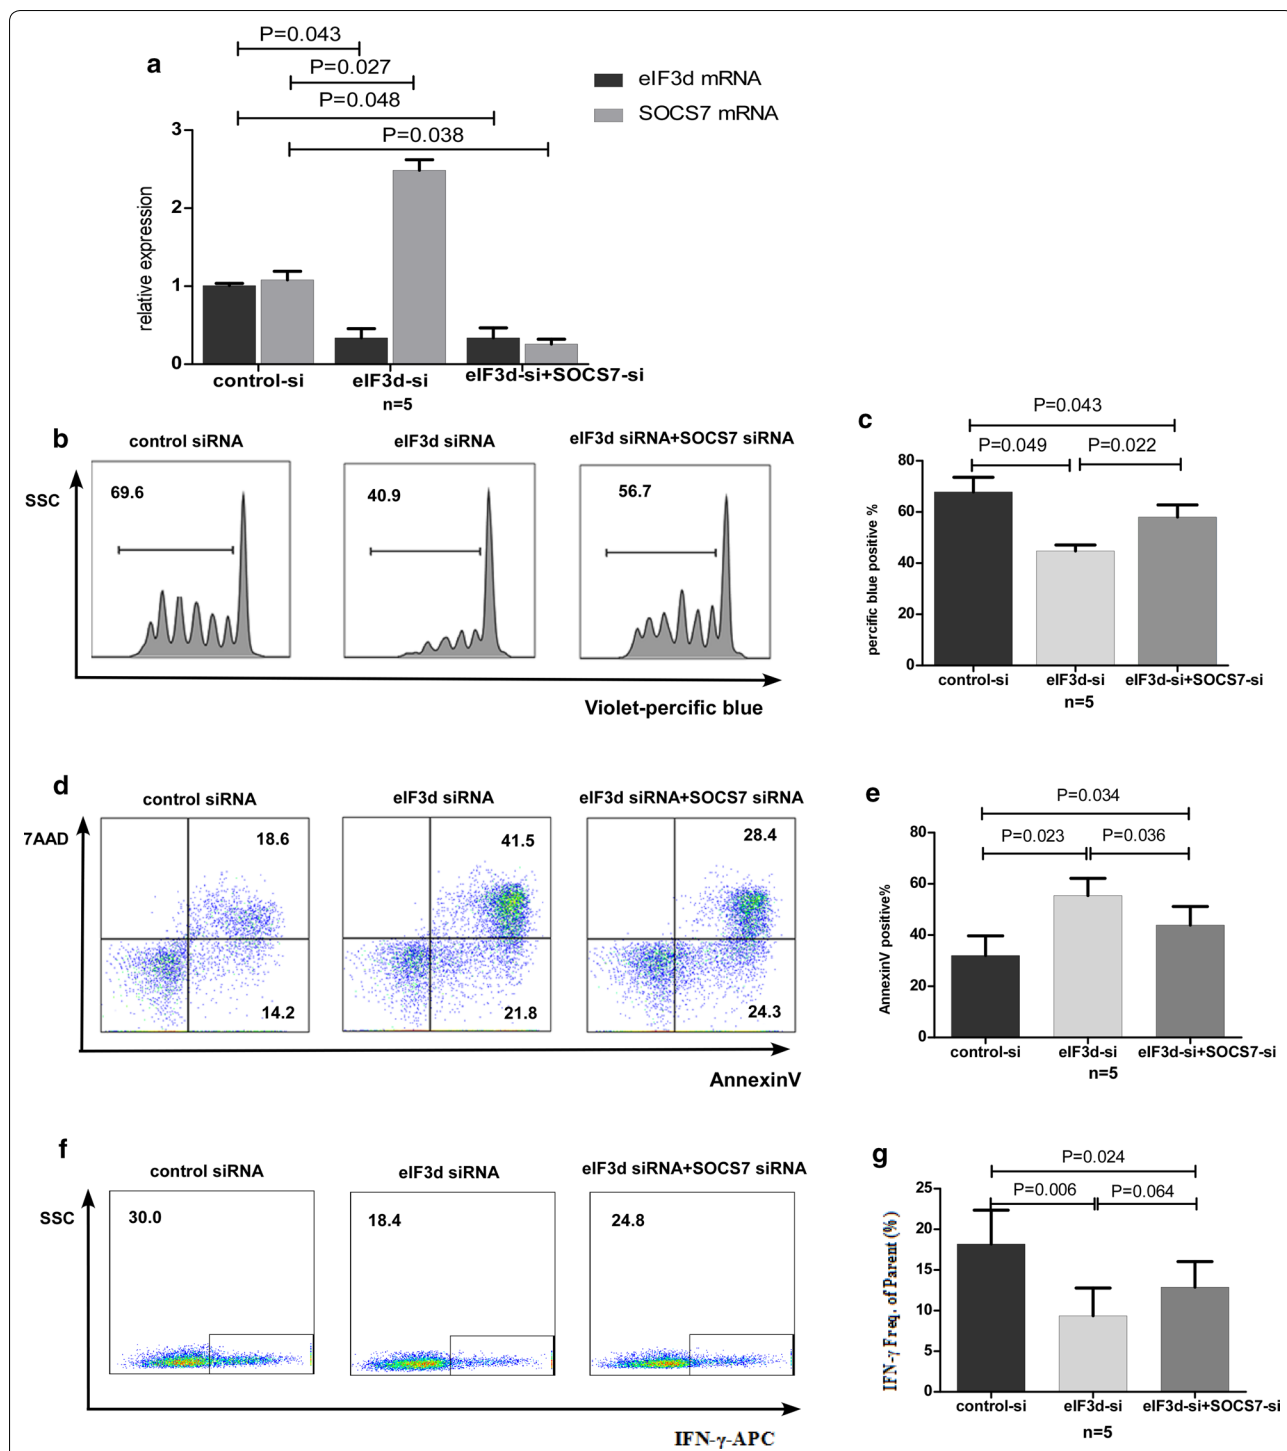 a
P=0.043
P=0.027
P=0.048
P=0.038
eIF3d mRNA
SOCS7 mRNA
relative expression
3
2
1
0
control-si
eIF3d-si
eIF3d-si+SOCS7-si
n=5
b
control siRNA
eIF3d siRNA
eIF3d siRNA+SOCS7 siRNA
SSC
69.6
40.9
56.7
Violet-percific blue
c
P=0.043
P=0.049
P=0.022
percific blue positive %
80
60
40
20
0
control-si
eIF3d-si
eIF3d-si+SOCS7-si
n=5
d
control siRNA
eIF3d siRNA
eIF3d siRNA+SOCS7 siRNA
7AAD
18.6
41.5
28.4
14.2
21.8
24.3
AnnexinV
e
P=0.034
P=0.023
P=0.036
AnnexinV positive%
80
60
40
20
0
control-si
eIF3d-si
eIF3d-si+SOCS7-si
n=5
f
control siRNA
eIF3d siRNA
eIF3d siRNA+SOCS7 siRNA
SSC
30.0
18.4
24.8
IFN-γ-APC
g
P=0.024
P=0.006
P=0.064
IFN-γ Freq. of Parent (%)
25
20
15
10
5
0
control-si
eIF3d-si
eIF3d-si+SOCS7-si
n=5